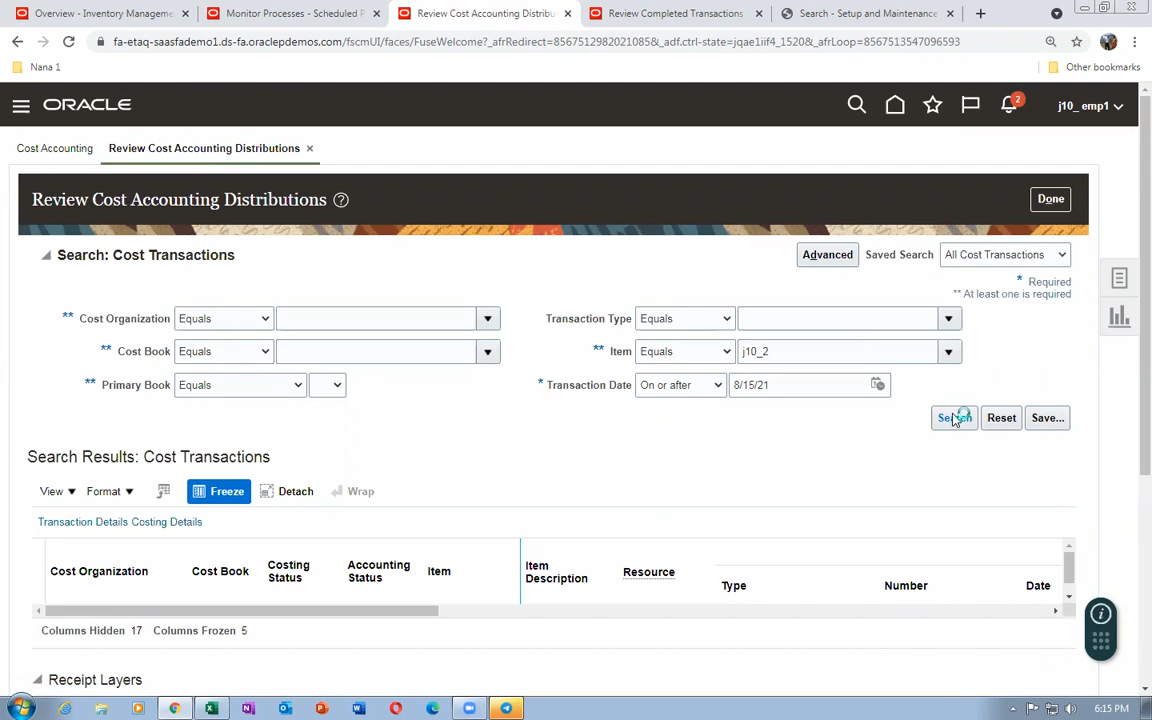 Overview - Inventory Manageme
Monitor Processes - Scheduled P
Review Cost Accounting Distribu
Review Completed Transactions
Search - Setup and Maintenance
fa-etaq-saasfademo1.ds-fa.oraclepdemos.com/fscmUI/faces/FuseWelcome?_afrRedirect=8567512982021085&_adf.ctrl-state=jqae1iif4_1520&_afrLoop=8567513547096593
Nana 1
Other bookmarks
ORACLE
2
j10_ emp1
Cost Accounting
Review Cost Accounting Distributions
Review Cost Accounting Distributions
Done
Search: Cost Transactions
Advanced
Saved Search
All Cost Transactions
* Required
** At least one is required
** Cost Organization Equals
Transaction Type Equals
** Cost Book Equals
** Item Equals j10_2
** Primary Book Equals
* Transaction Date On or after 8/15/21
Search Reset Save...
Search Results: Cost Transactions
View Format Freeze Detach Wrap
Transaction Details Costing Details
Cost Organization
Cost Book
Costing Status
Accounting Status
Item
Item Description
Resource
Type
Number
Date
Columns Hidden 17 Columns Frozen 5
Receipt Layers
6:15 PM